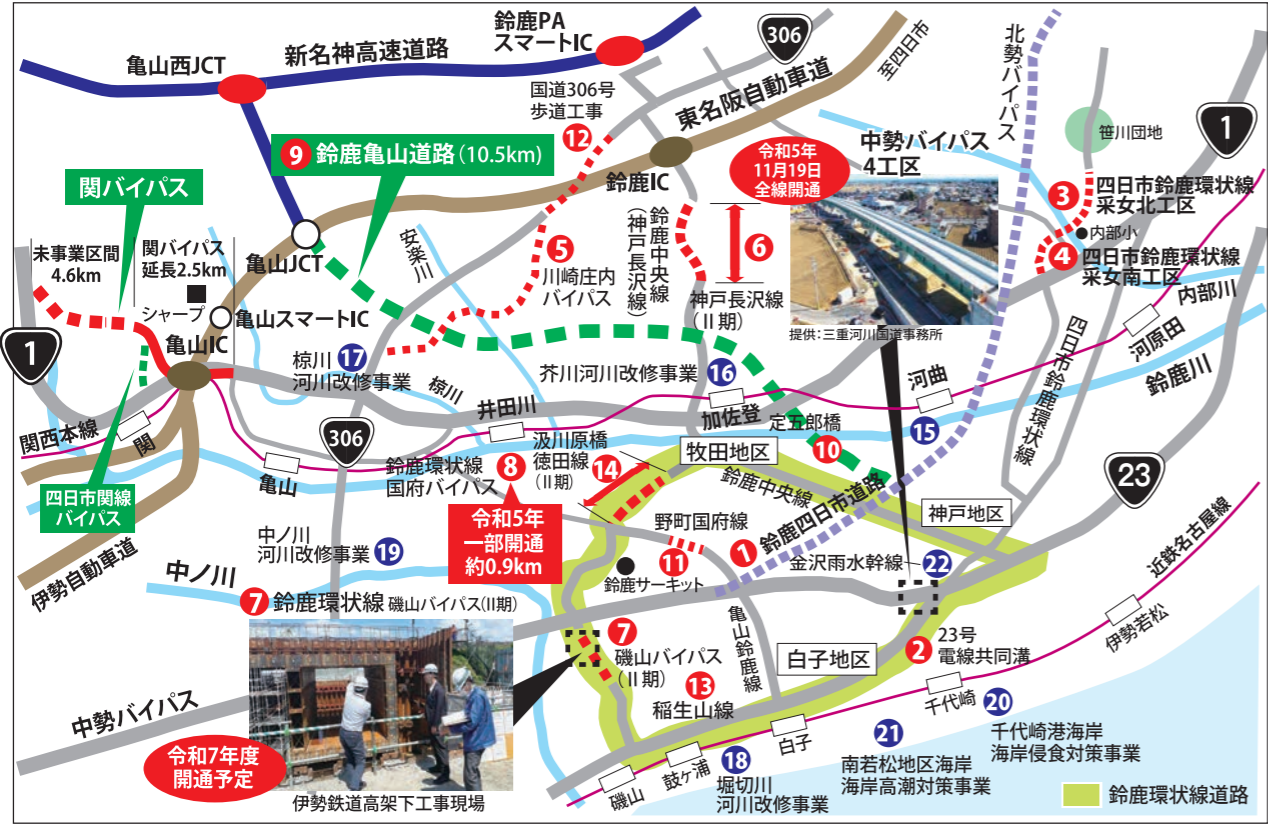 鈴鹿PA
スマートIC
亀山西JCT
新名神高速道路
306
国道306号
歩道工事
⑫
東名阪自動車道
至四日市
北勢バイパス
笹川団地
1
⑨ 鈴鹿亀山道路(10.5km)
関バイパス
鈴鹿IC
令和5年
11月19日
全線開通
中勢バイパス
4工区
③ 四日市鈴鹿環状線
采女北工区
内部小
④ 四日市鈴鹿環状線
采女南工区
内部川
未事業区間
4.6km
関バイパス
延長2.5km
シャープ
亀山JCT
亀山スマートIC
亀山IC
安楽川
⑤
川崎庄内
バイパス
鈴鹿中央線
(神戸長沢線)
⑥
神戸長沢線
(Ⅱ期)
提供:三重河川国道事務所
四日市鈴鹿環状線
河原田
鈴鹿川
1
椋川 ⑰
河川改修事業
椋川
芥川河川改修事業 ⑯
井田川
加佐登
河曲
⑮
関西本線
関
亀山
306
四日市関線
バイパス
鈴鹿環状線 ⑧
国府バイパス
汲川原橋
徳田線
(Ⅱ期)
⑭
定五郎橋
⑩
牧田地区
鈴鹿中央線
23
神戸地区
令和5年
一部開通
約0.9km
野町国府線
⑪
① 鈴鹿四日市道路
金沢雨水幹線 ㉒
鈴鹿サーキット
伊勢自動車道
中ノ川
河川改修事業 ⑲
中ノ川
⑦ 鈴鹿環状線 磯山バイパス(Ⅱ期)
近鉄名古屋線
伊勢若松
⑦
磯山バイパス
(Ⅱ期)
亀山鈴鹿線
⑬
稲生山線
白子地区
② 23号
電線共同溝
中勢バイパス
千代崎
⑳
千代崎港海岸
海岸侵食対策事業
㉑
南若松地区海岸
海岸高潮対策事業
白子
鼓ヶ浦
磯山
⑱
堀切川
河川改修事業
令和7年度
開通予定
伊勢鉄道高架下工事現場
鈴鹿環状線道路